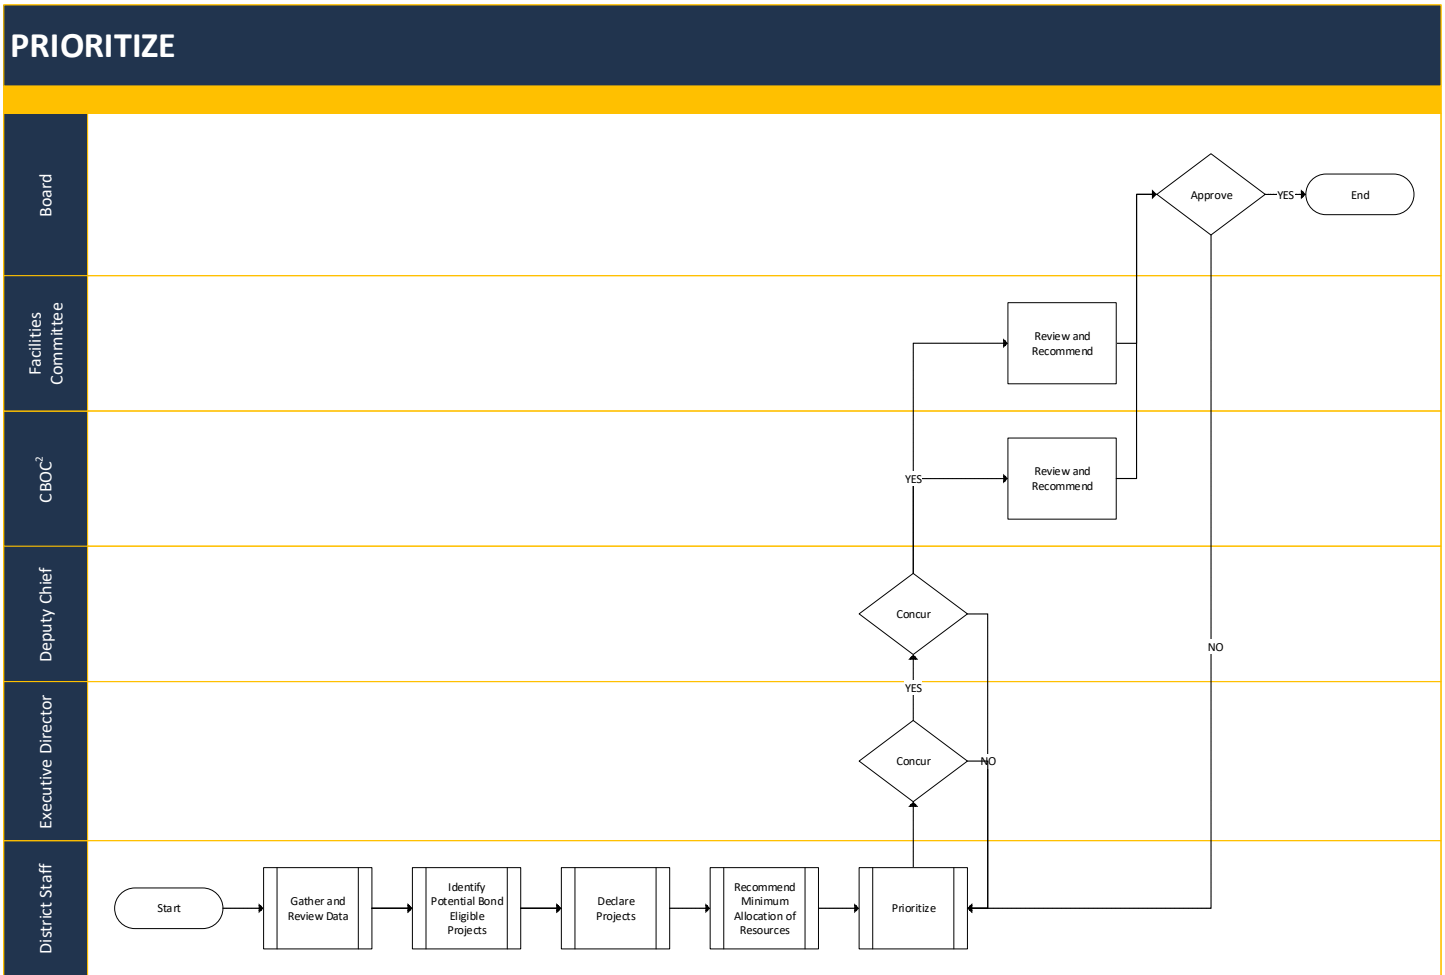 PRIORITIZE
Board
Approve
YES
End
Facilities
Committee
Review and
Recommend
CBOC²
YES
Review and
Recommend
Deputy Chief
Concur
NO
YES
Executive Director
Concur
NO
District Staff
Start
Gather and
Review Data
Identify
Potential Bond
Eligible
Projects
Declare
Projects
Recommend
Minimum
Allocation of
Resources
Prioritize